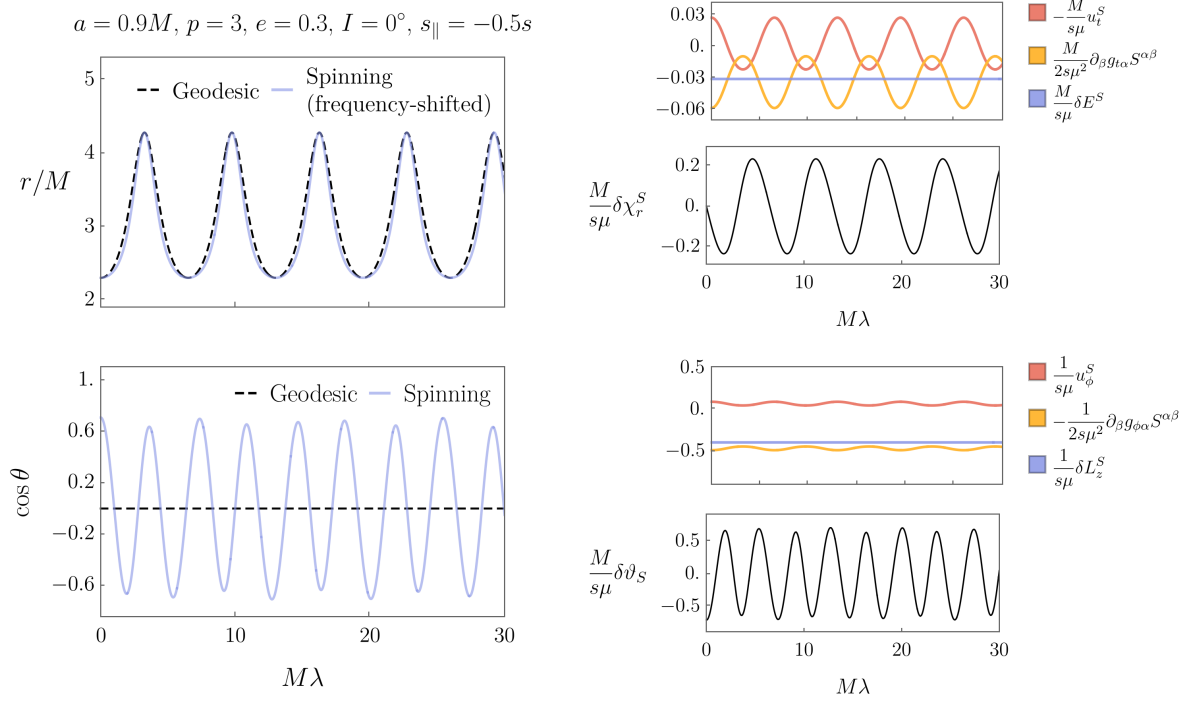 a = 0.9M, p = 3, e = 0.3, I = 0°, s∥ = −0.5s
5
4
3
2
r/M
Geodesic
Spinning
(frequency-shifted)
0.03
0.
−0.03
−0.06
−M/sμ u_t^S
M/2sμ² ∂_β g_{tα} S^{αβ}
M/sμ δE^S
0.2
0.
−0.2
M/sμ δχ_r^S
0 10 20 30
Mλ
1.
0.6
0.2
−0.2
−0.6
cos θ
Geodesic Spinning
0 10 20 30
Mλ
0.5
0.
−0.5
1/sμ u_ϕ^S
−1/2sμ² ∂_β g_{ϕα} S^{αβ}
1/sμ δL_z^S
0.5
0.
−0.5
M/sμ δϑ_S
0 10 20 30
Mλ